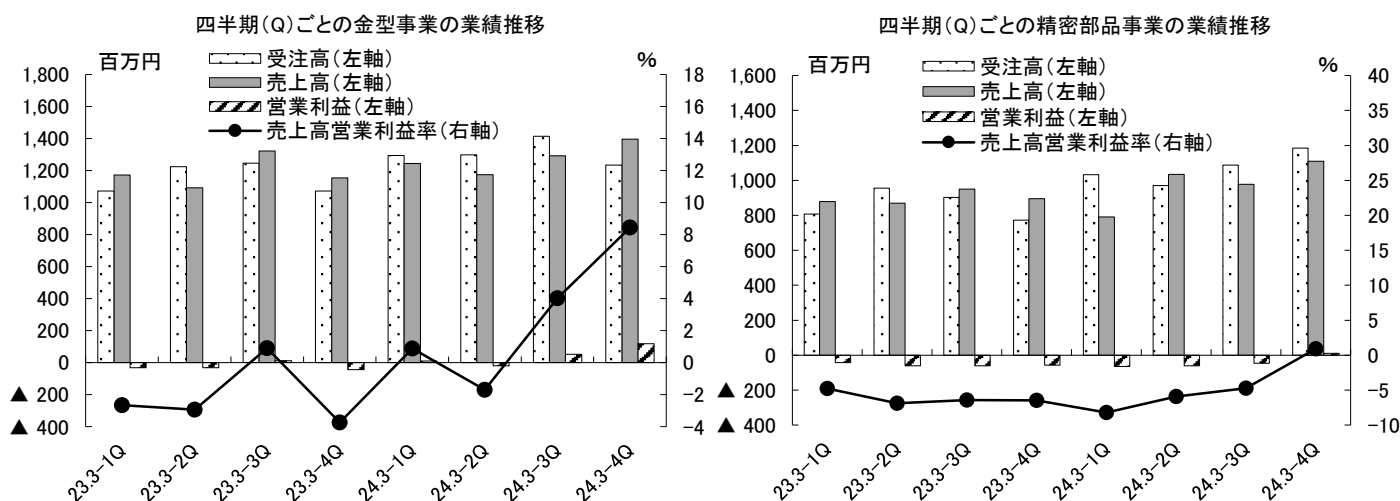 四半期(Q)ごとの金型事業の業績推移
百万円
%
受注高(左軸)
売上高(左軸)
営業利益(左軸)
売上高営業利益率(右軸)
1,800
1,600
1,400
1,200
1,000
800
600
400
200
0
▲ 200
▲ 400
18
16
14
12
10
8
6
4
2
0
-2
-4
23.3-1Q
23.3-2Q
23.3-3Q
23.3-4Q
24.3-1Q
24.3-2Q
24.3-3Q
24.3-4Q
四半期(Q)ごとの精密部品事業の業績推移
百万円
%
受注高(左軸)
売上高(左軸)
営業利益(左軸)
売上高営業利益率(右軸)
1,600
1,400
1,200
1,000
800
600
400
200
0
▲ 200
▲ 400
40
35
30
25
20
15
10
5
0
-5
-10
23.3-1Q
23.3-2Q
23.3-3Q
23.3-4Q
24.3-1Q
24.3-2Q
24.3-3Q
24.3-4Q